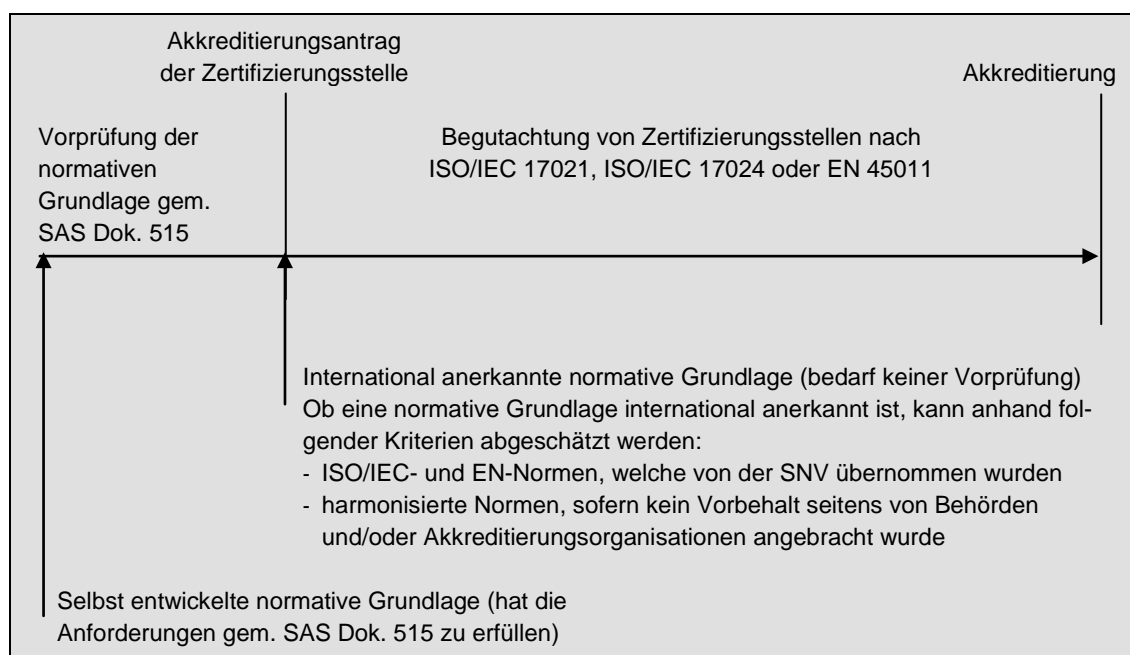 Akkreditierungsantrag
der Zertifizierungsstelle
Akkreditierung
Vorprüfung der
normativen
Grundlage gem.
SAS Dok. 515
Begutachtung von Zertifizierungsstellen nach
ISO/IEC 17021, ISO/IEC 17024 oder EN 45011
International anerkannte normative Grundlage (bedarf keiner Vorprüfung)
Ob eine normative Grundlage international anerkannt ist, kann anhand fol-
gender Kriterien abgeschätzt werden:
- ISO/IEC- und EN-Normen, welche von der SNV übernommen wurden
- harmonisierte Normen, sofern kein Vorbehalt seitens von Behörden
und/oder Akkreditierungsorganisationen angebracht wurde
Selbst entwickelte normative Grundlage (hat die
Anforderungen gem. SAS Dok. 515 zu erfüllen)